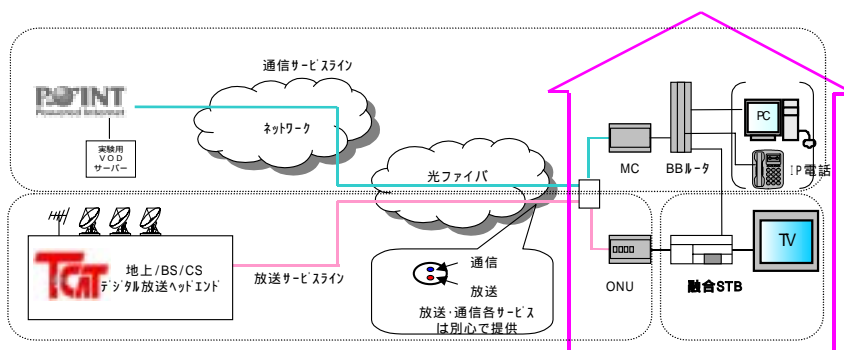 通信サービスライン
POINT
Powered Internet
実験用
VOD
サーバー
ネットワーク
光ファイバ
MC
BBルータ
PC
IP電話
TCAT
地上/BS/CS
デジタル放送ヘッドエンド
放送サービスライン
通信
放送
放送・通信各サービス
は別心で提供
ONU
融合STB
TV